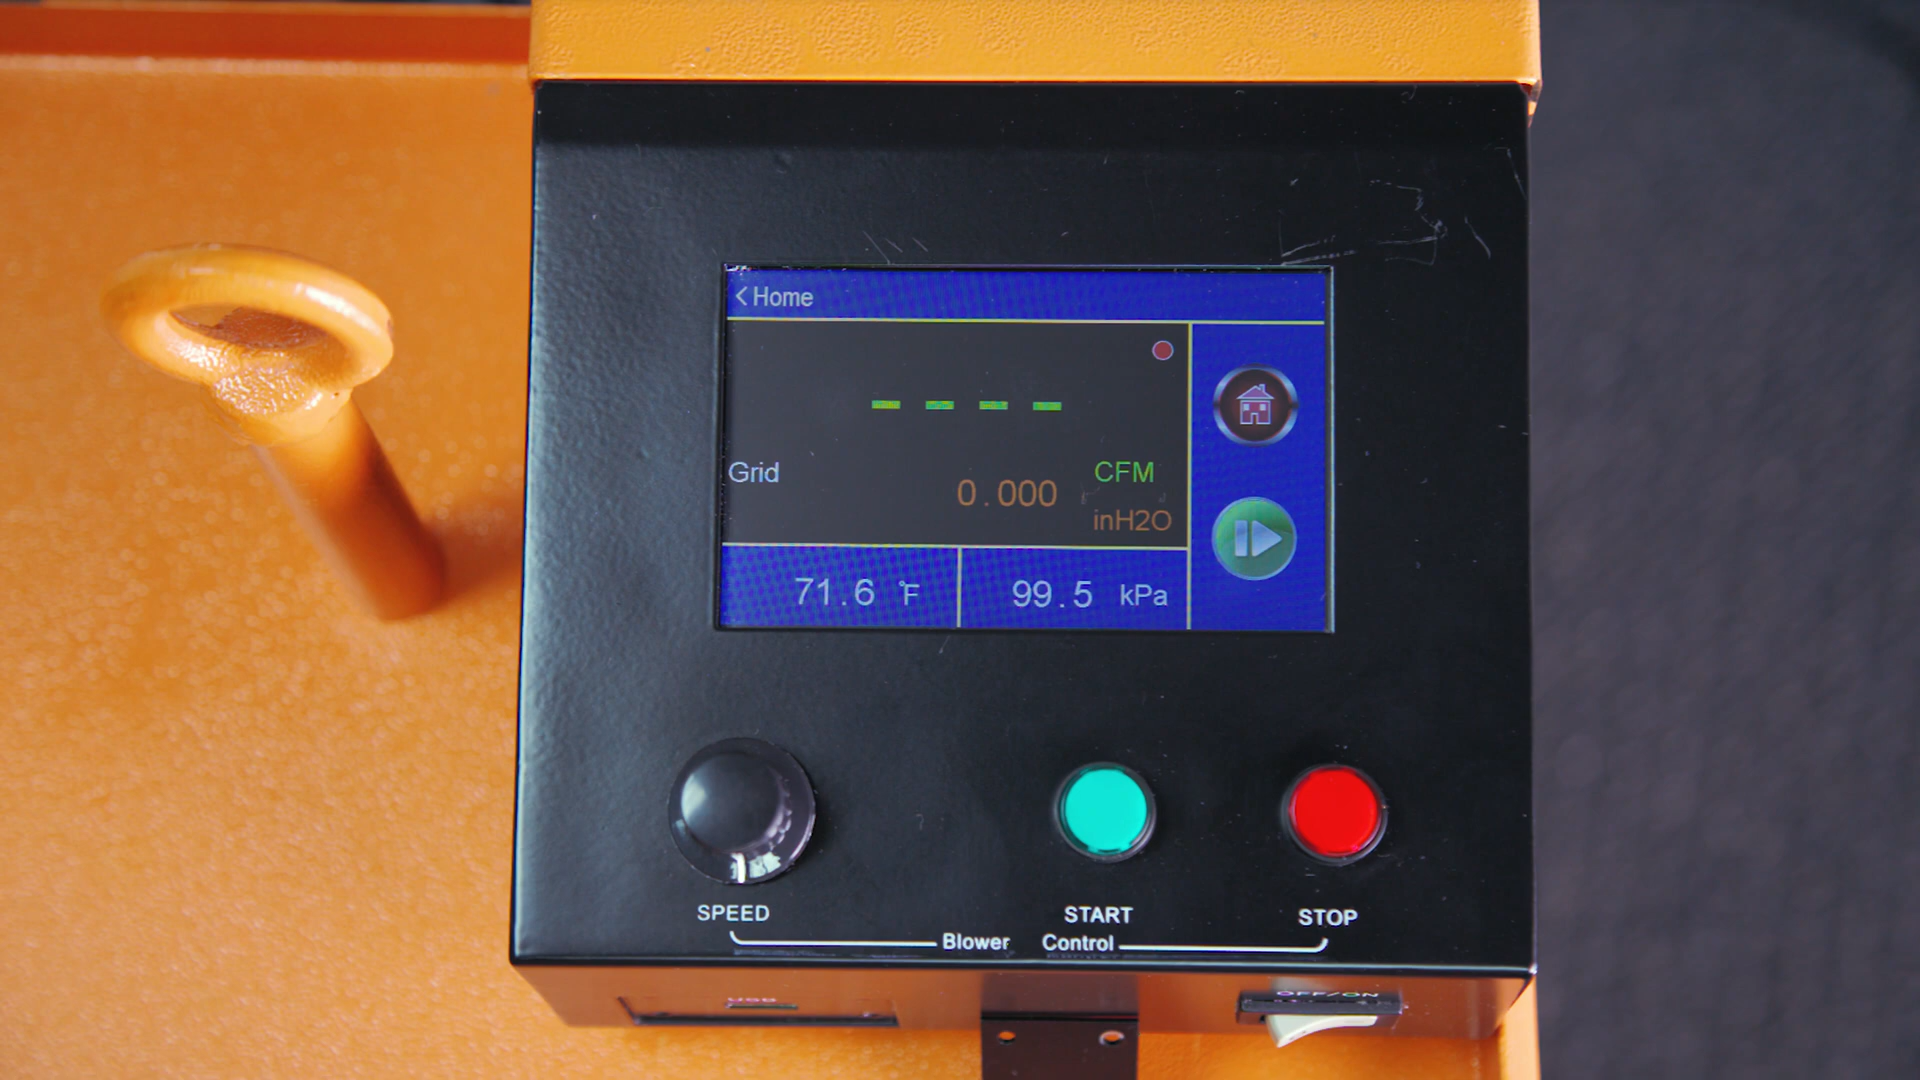 < Home
- - - -
Grid
CFM
0.000
inH2O
71.6 °F
99.5 kPa
SPEED
START
STOP
Blower Control
USB
OFF/ON